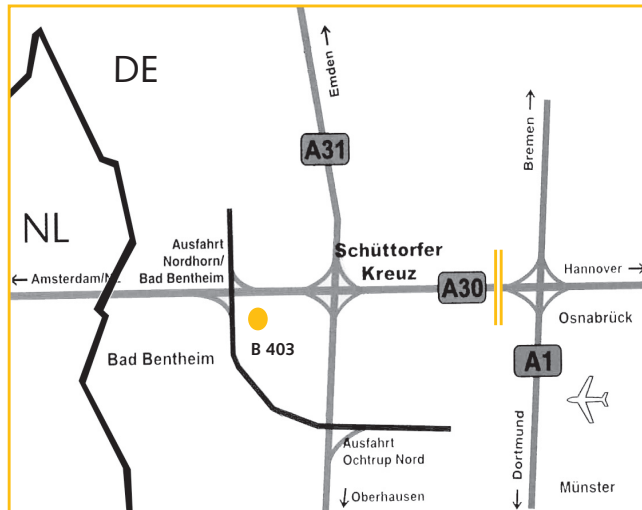 DE
Emden
A31
Bremen
NL
Ausfahrt
Nordhorn/
Bad Bentheim
Schüttorfer
Kreuz
Amsterdam/NL
Hannover
A30
Osnabrück
B 403
Bad Bentheim
A1
Ausfahrt
Ochtrup Nord
Dortmund
Oberhausen
Münster